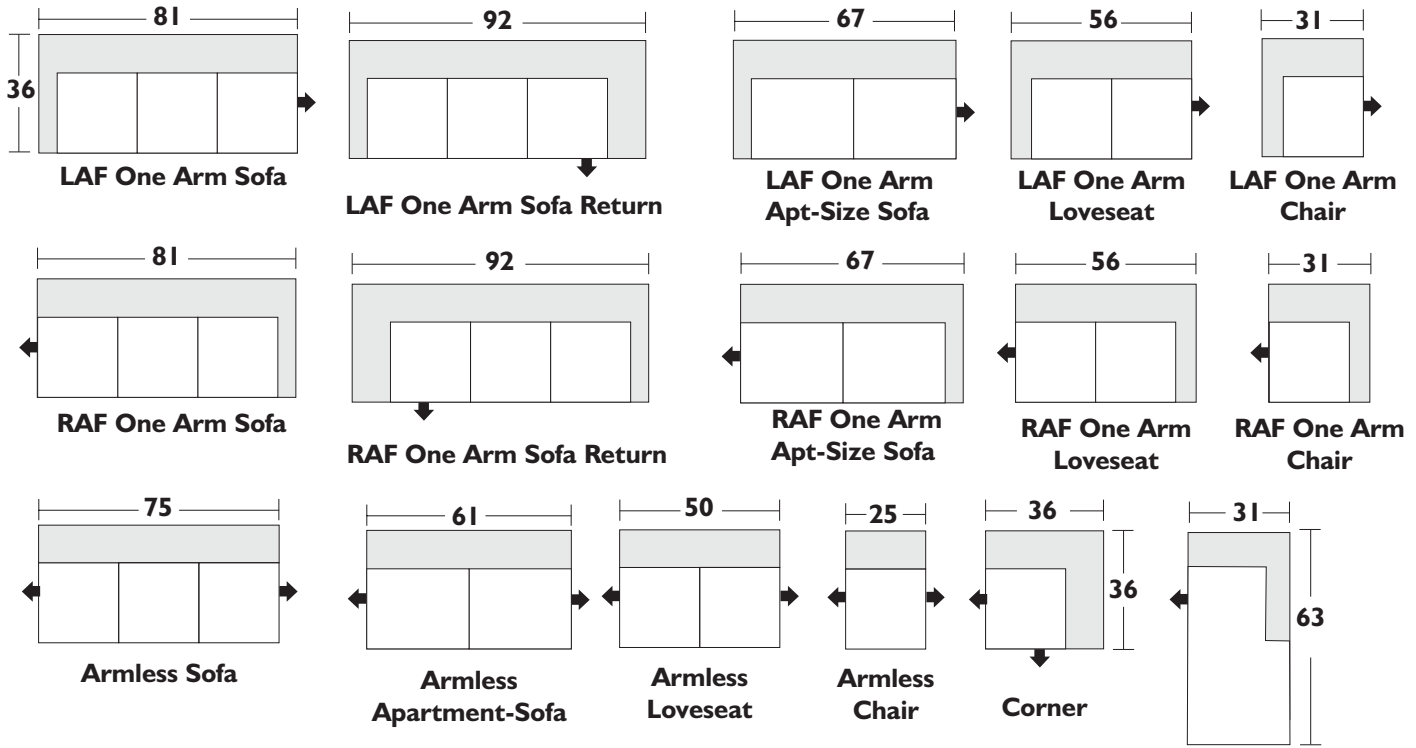 81
92
67
56
31
36
LAF One Arm Sofa
LAF One Arm Sofa Return
LAF One Arm
Apt-Size Sofa
LAF One Arm
Loveseat
LAF One Arm
Chair
81
92
67
56
31
RAF One Arm Sofa
RAF One Arm Sofa Return
RAF One Arm
Apt-Size Sofa
RAF One Arm
Loveseat
RAF One Arm
Chair
75
61
50
25
36
36
31
63
Armless Sofa
Armless
Apartment-Sofa
Armless
Loveseat
Armless
Chair
Corner